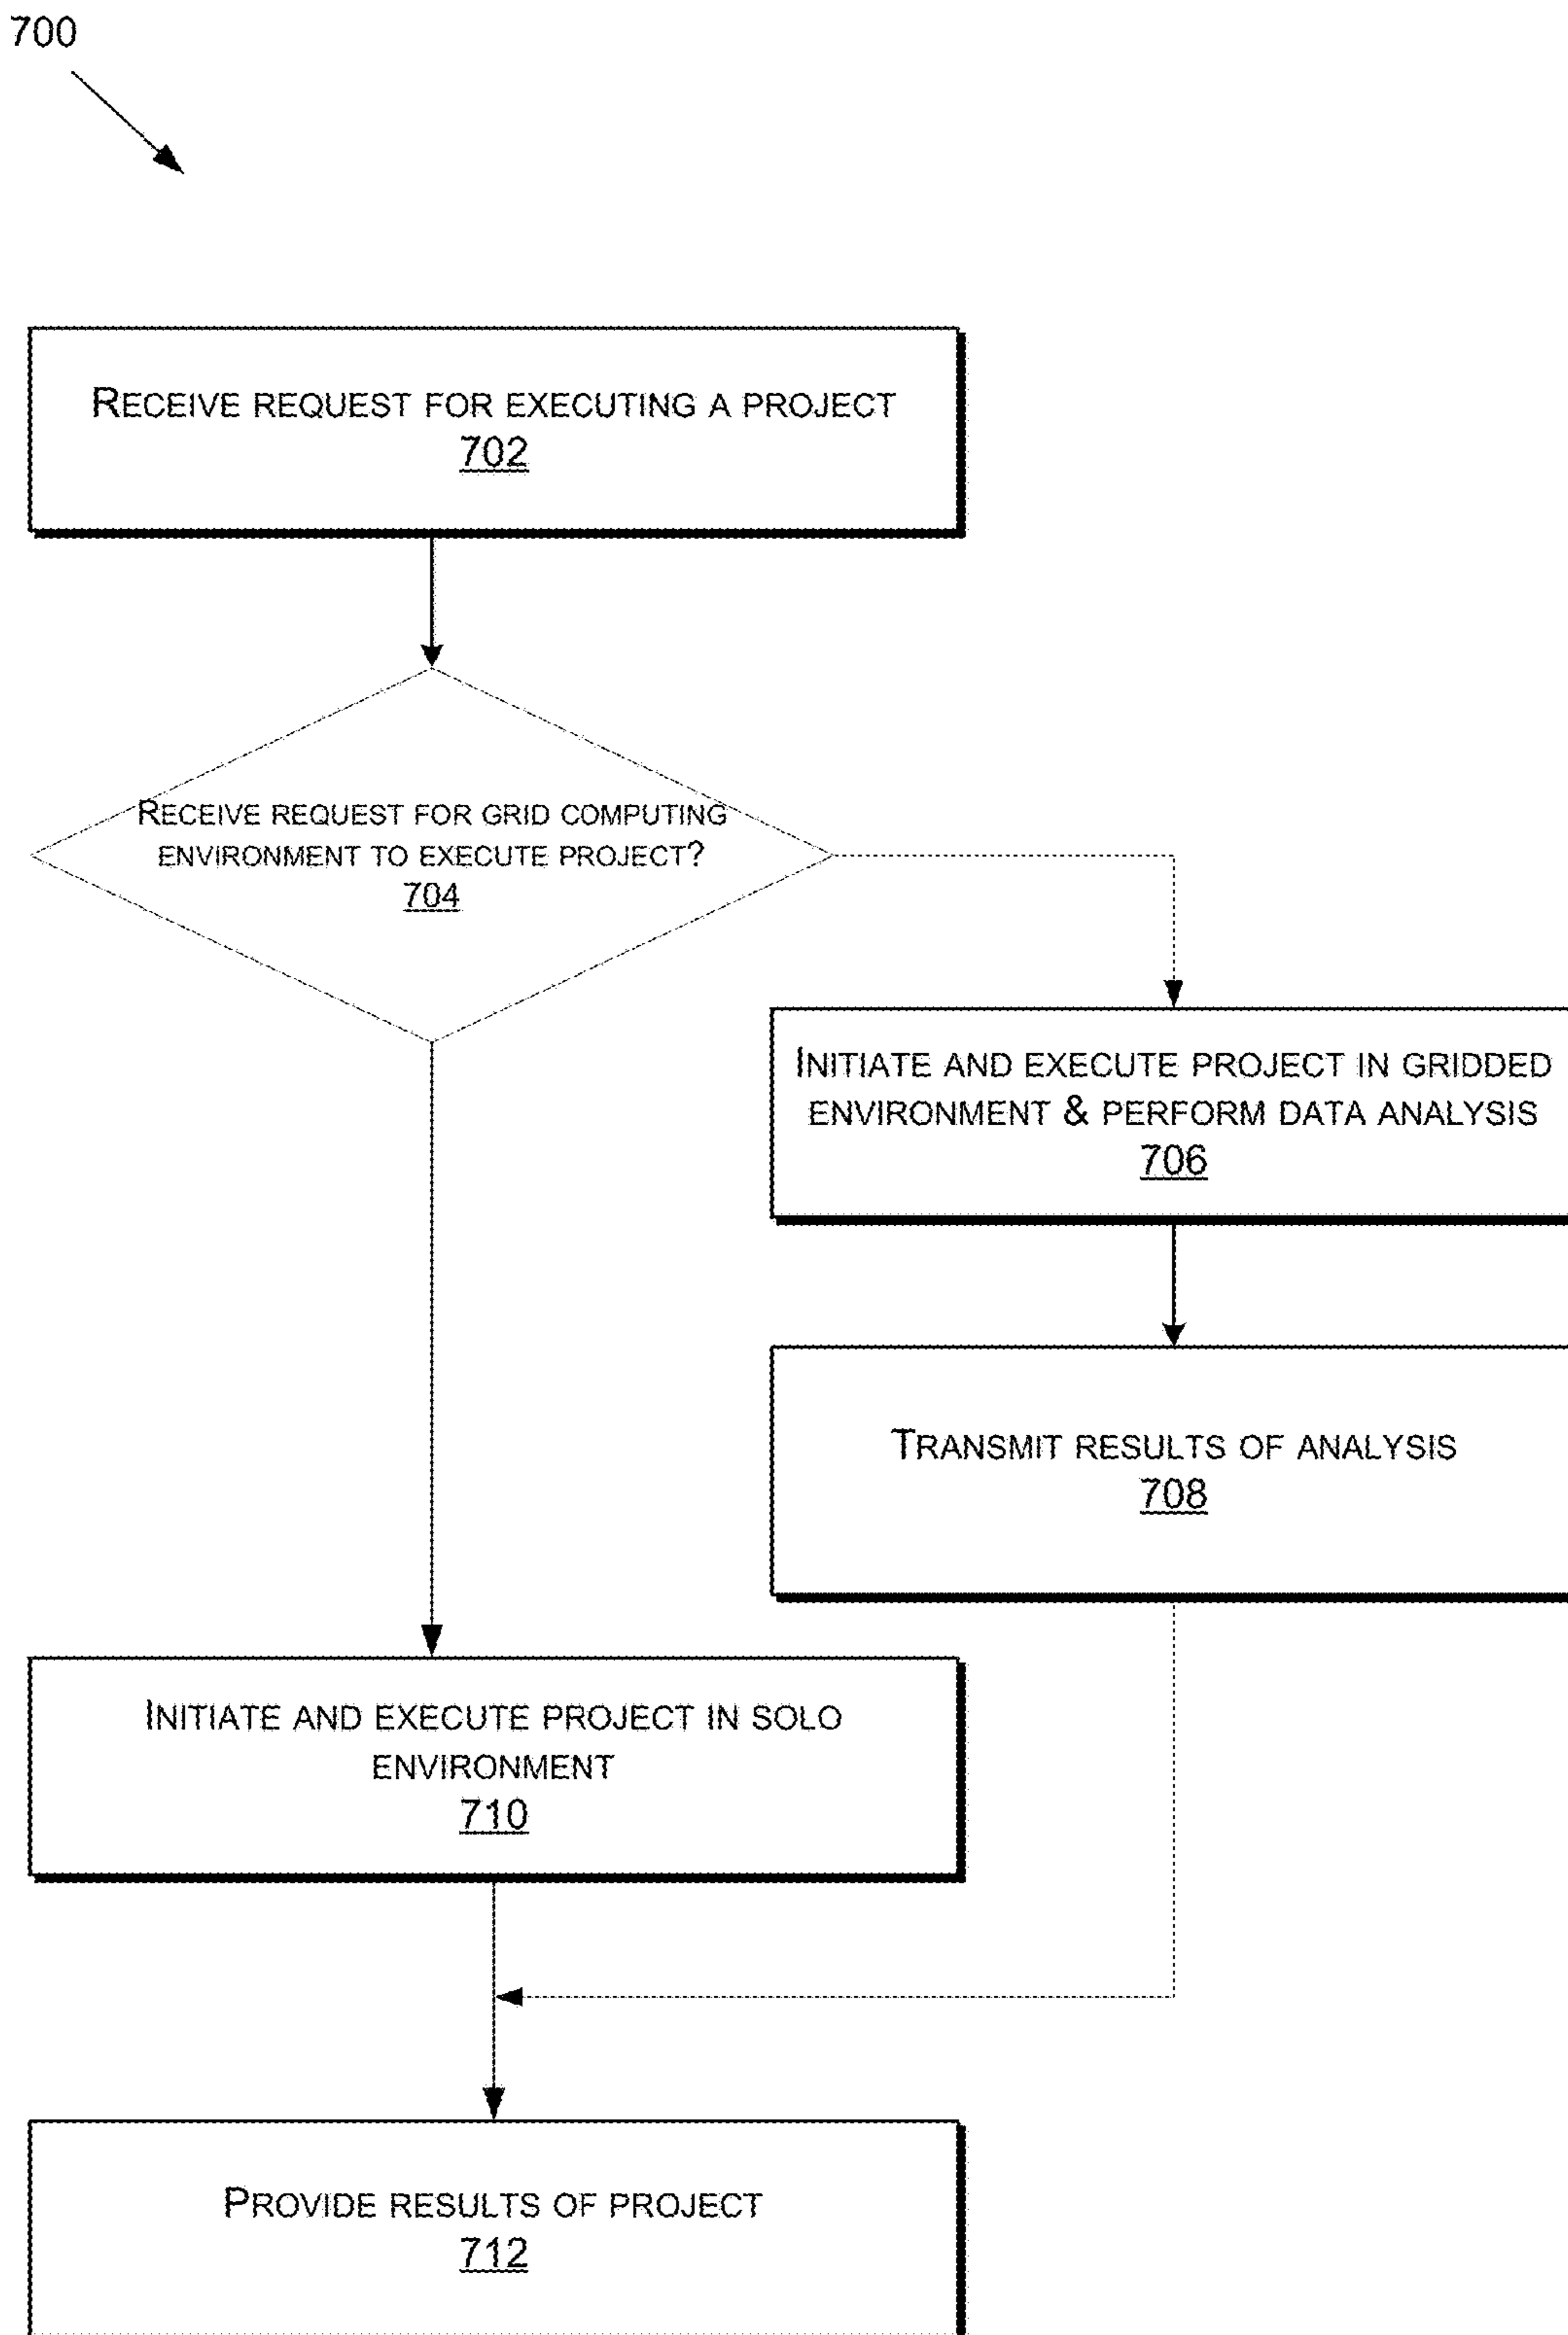 700
RECEIVE REQUEST FOR EXECUTING A PROJECT
702
RECEIVE REQUEST FOR GRID COMPUTING
ENVIRONMENT TO EXECUTE PROJECT?
704
INITIATE AND EXECUTE PROJECT IN GRIDDED
ENVIRONMENT & PERFORM DATA ANALYSIS
706
TRANSMIT RESULTS OF ANALYSIS
708
INITIATE AND EXECUTE PROJECT IN SOLO
ENVIRONMENT
710
PROVIDE RESULTS OF PROJECT
712